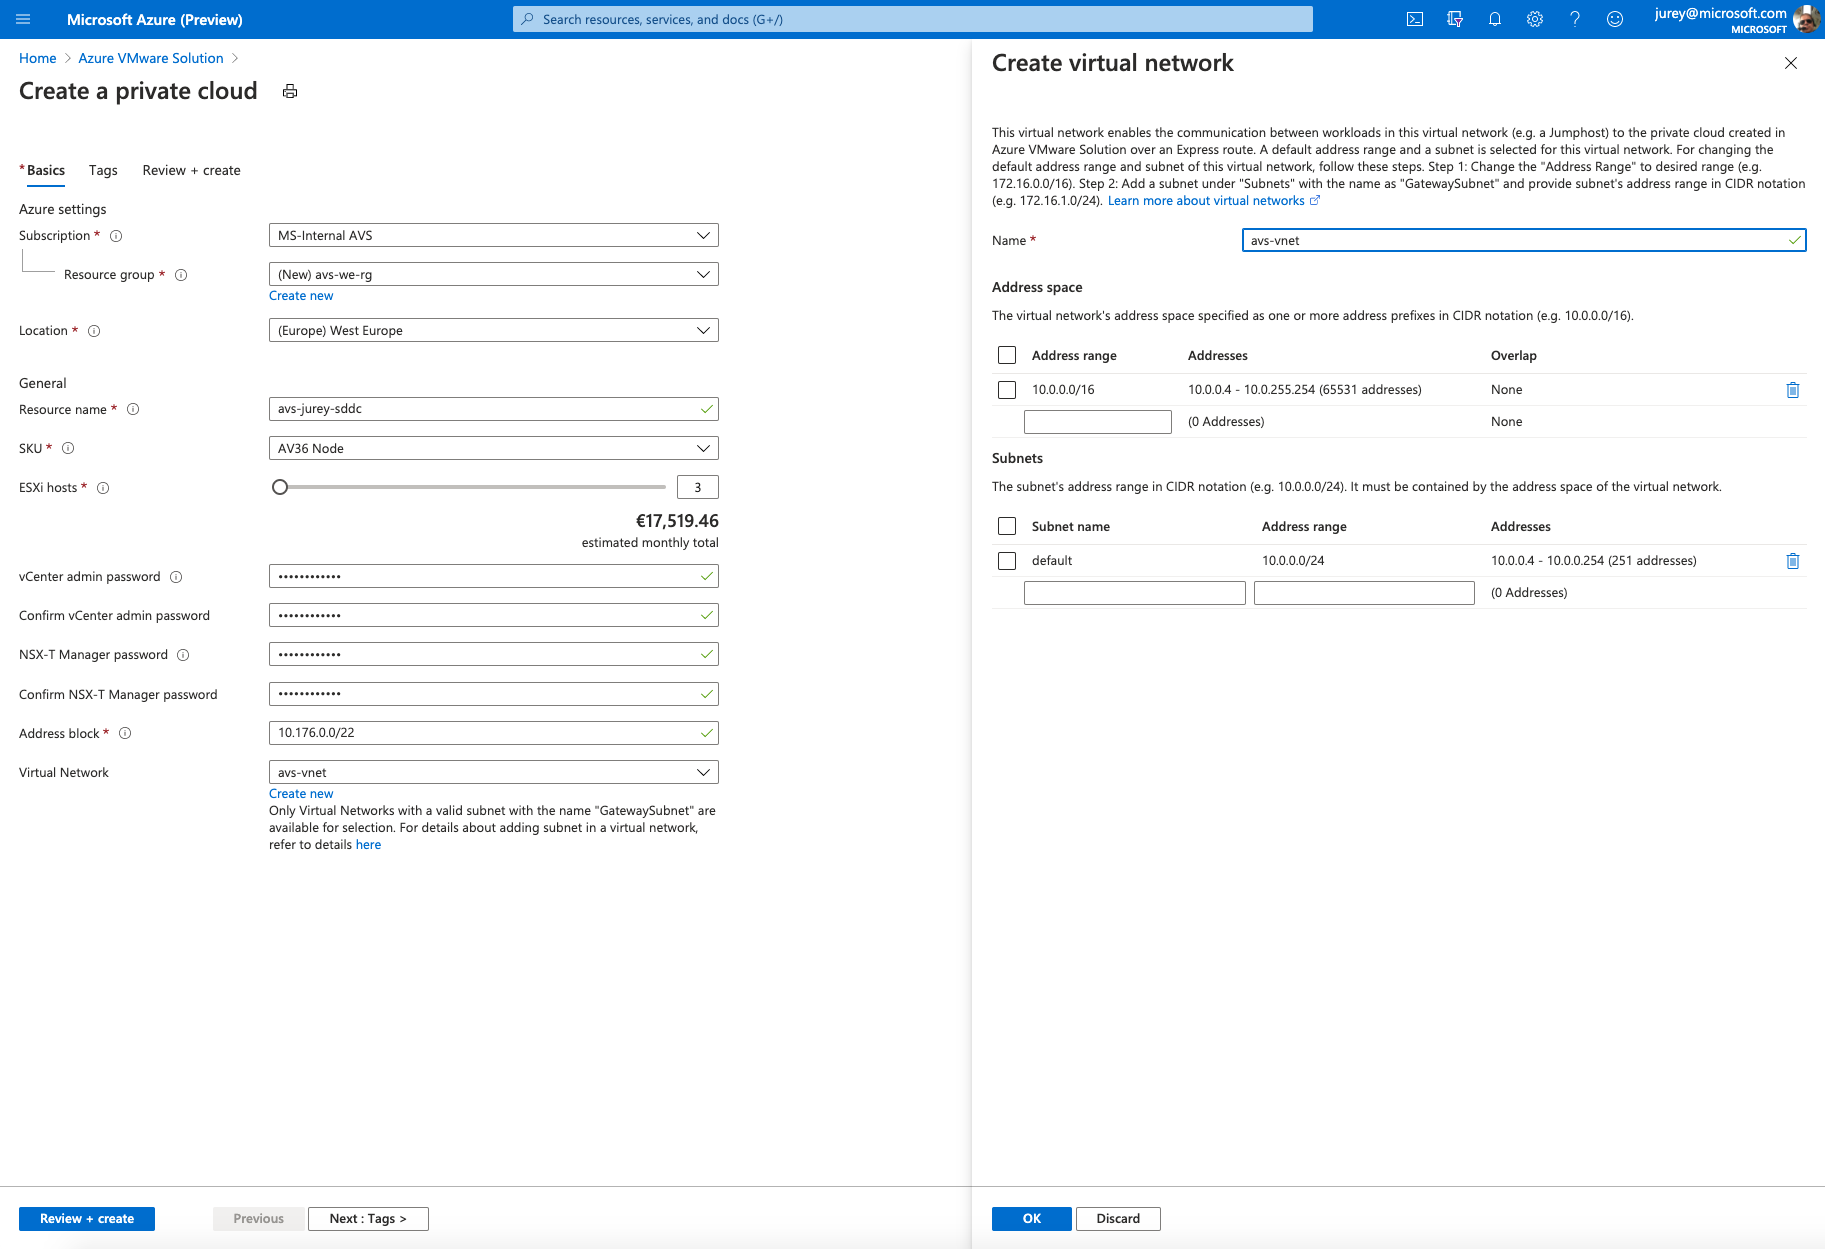 Microsoft Azure (Preview)
Search resources, services, and docs (G+/)
jurey@microsoft.com
MICROSOFT
Home > Azure VMware Solution >
Create a private cloud
* Basics
Tags
Review + create
Azure settings
Subscription *
MS-Internal AVS
Resource group *
(New) avs-we-rg
Create new
Location *
(Europe) West Europe
General
Resource name *
avs-jurey-sddc
SKU *
AV36 Node
ESXi hosts *
3
€17,519.46
estimated monthly total
vCenter admin password
••••••••••••
Confirm vCenter admin password
••••••••••••
NSX-T Manager password
••••••••••••
Confirm NSX-T Manager password
••••••••••••
Address block *
10.176.0.0/22
Virtual Network
avs-vnet
Create new
Only Virtual Networks with a valid subnet with the name "GatewaySubnet" are
available for selection. For details about adding subnet in a virtual network,
refer to details here
Review + create
Previous
Next : Tags >
Create virtual network
This virtual network enables the communication between workloads in this virtual network (e.g. a Jumphost) to the private cloud created in
Azure VMware Solution over an Express route. A default address range and a subnet is selected for this virtual network. For changing the
default address range and subnet of this virtual network, follow these steps. Step 1: Change the "Address Range" to desired range (e.g.
172.16.0.0/16). Step 2: Add a subnet under "Subnets" with the name as "GatewaySubnet" and provide subnet's address range in CIDR notation
(e.g. 172.16.1.0/24). Learn more about virtual networks
Name *
avs-vnet
Address space
The virtual network's address space specified as one or more address prefixes in CIDR notation (e.g. 10.0.0.0/16).
Address range Addresses Overlap
10.0.0.0/16 10.0.0.4 - 10.0.255.254 (65531 addresses) None
(0 Addresses) None
Subnets
The subnet's address range in CIDR notation (e.g. 10.0.0.0/24). It must be contained by the address space of the virtual network.
Subnet name Address range Addresses
default 10.0.0.0/24 10.0.0.4 - 10.0.0.254 (251 addresses)
(0 Addresses)
OK
Discard